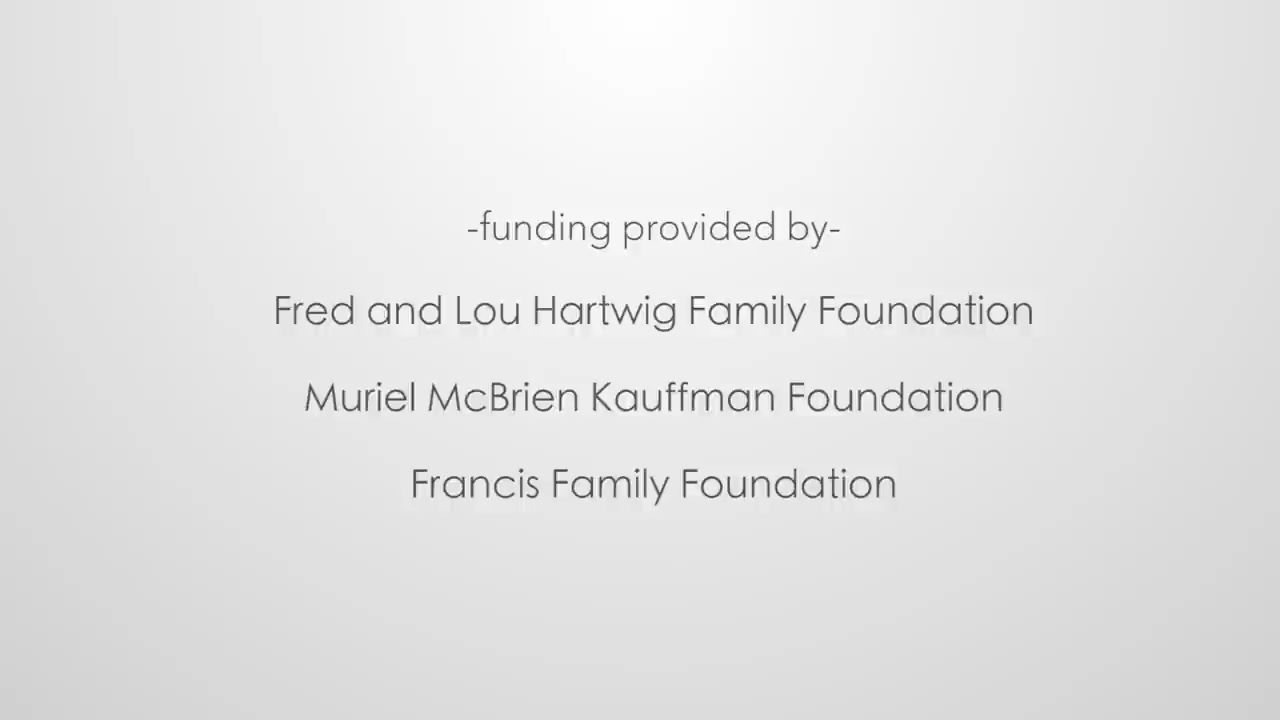 -funding provided by-
Fred and Lou Hartwig Family Foundation
Muriel McBrien Kauffman Foundation
Francis Family Foundation